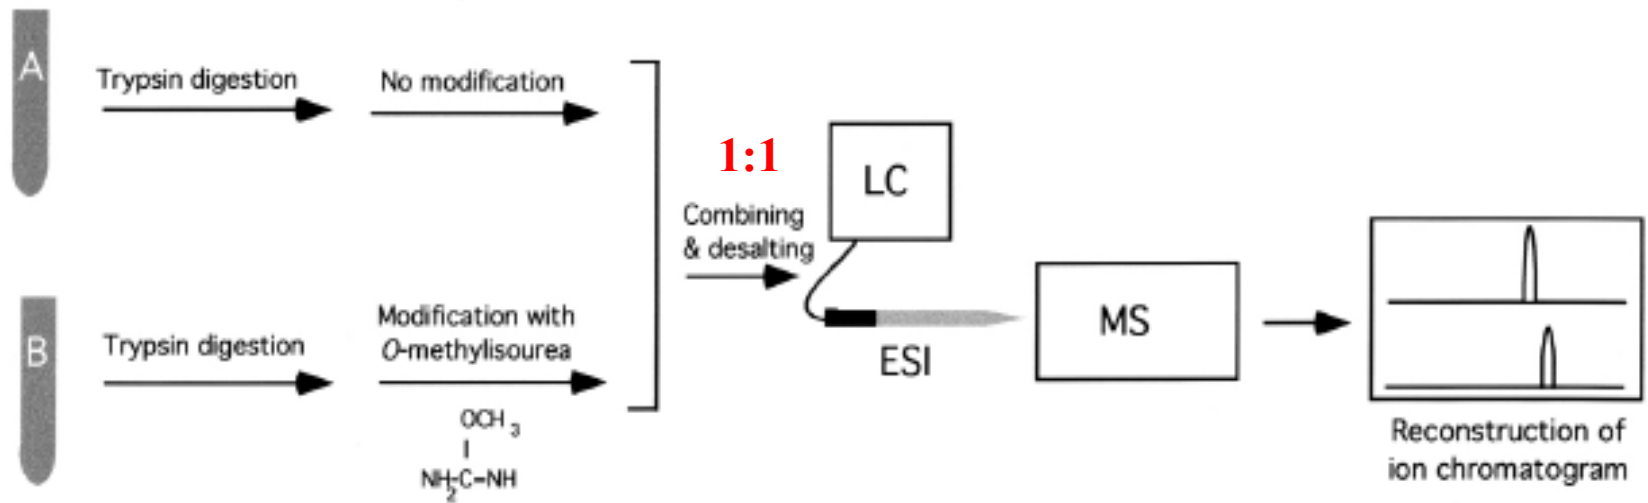 A
Trypsin digestion
No modification
1:1
Combining
& desalting
LC
ESI
MS
B
Trypsin digestion
Modification with
O-methylisourea
OCH3
NH2-C-NH
Reconstruction of
ion chromatogram